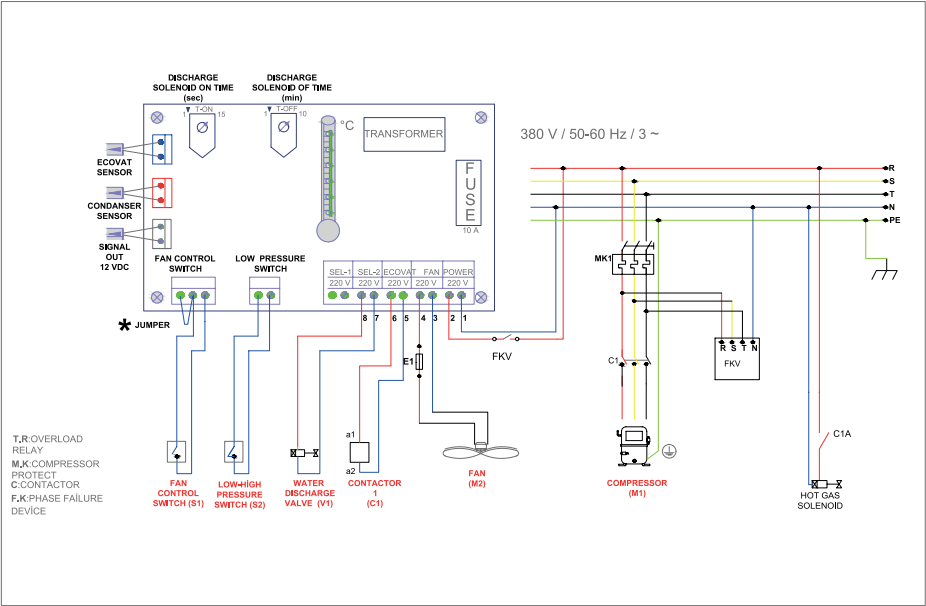 DISCHARGE
SOLENOID ON TIME
(sec)
DISCHARGE
SOLENOID OF TIME
(min)
T-ON
1 15
T-OFF
1 10
°C
TRANSFORMER
FUSE
10 A
ECOVAT
SENSOR
CONDANSER
SENSOR
SIGNAL
OUT
12 VDC
FAN CONTROL
SWITCH
LOW PRESSURE
SWITCH
SEL-1 SEL-2 ECOVAT FAN POWER
220 V 220 V 220 V 220 V 220 V
8 7 6 5 4 3 2 1
* JUMPER
380 V / 50-60 Hz / 3 ~
R
S
T
N
PE
MK1
FKV
E1
C1
R S T N
FKV
a1
a2
C1A
T.R:OVERLOAD
RELAY
M.K:COMPRESSOR
PROTECT
C:CONTACTOR
F.K:PHASE FAİLURE
DEVİCE
FAN
CONTROL
SWITCH (S1)
LOW-HİGH
PRESSURE
SWITCH (S2)
WATER
DISCHARGE
VALVE (V1)
CONTACTOR
1
(C1)
FAN
(M2)
COMPRESSOR
(M1)
HOT GAS
SOLENOID